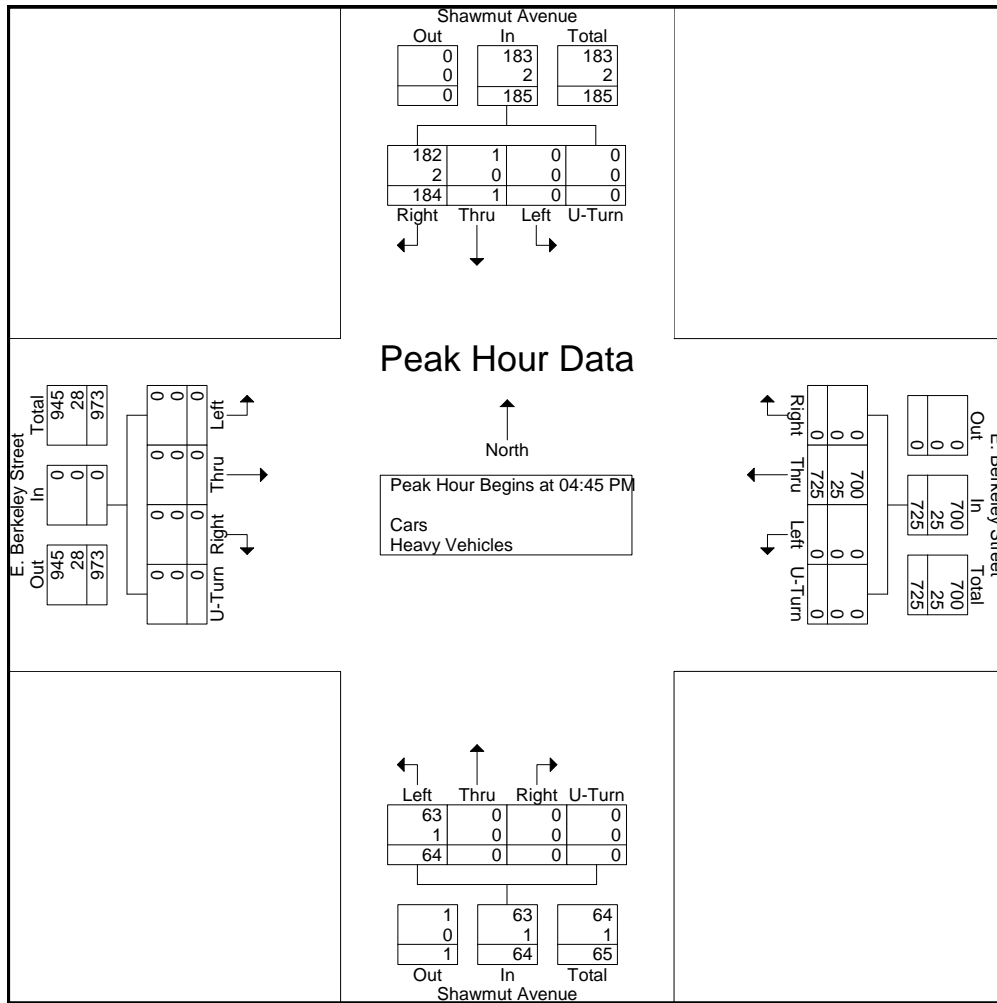 Shawmut Avenue
Out In Total
0 183 183
0 2 2
0 185 185
182 1 0 0
2 0 0 0
184 1 0 0
Right Thru Left U-Turn
Peak Hour Data
North
Peak Hour Begins at 04:45 PM
Cars
Heavy Vehicles
E. Berkeley Street
Out In Total
945 0 945
28 0 28
973 0 973
U-Turn Right Thru Left
0 0 0 0
0 0 0 0
0 0 0 0
Right Thru Left U-Turn
0 700 0 0
0 25 0 0
0 725 0 0
E. Berkeley Street
Out In Total
0 700 700
0 25 25
0 725 725
Left Thru Right U-Turn
63 0 0 0
1 0 0 0
64 0 0 0
1 63 64
0 1 1
1 64 65
Out In Total
Shawmut Avenue